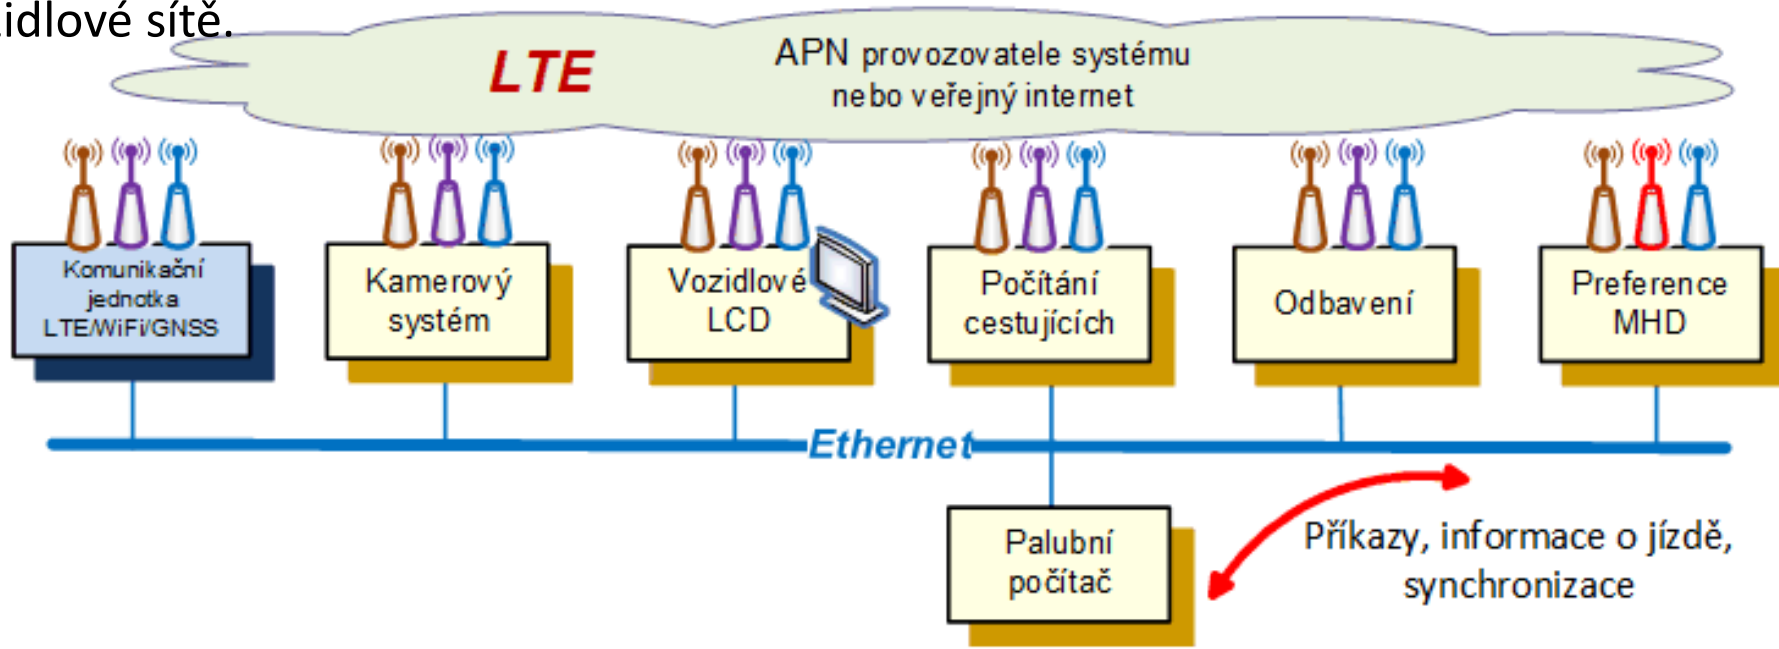 sítě.
LTE
APN provozovatele systému
nebo veřejný internet
Komunikační
jednotka
LTE/WiFi/GNSS
Kamerový
systém
Vozidlové
LCD
Počítání
cestujících
Odbavení
Preference
MHD
Ethernet
Palubní
počítač
Příkazy, informace o jízdě,
synchronizace